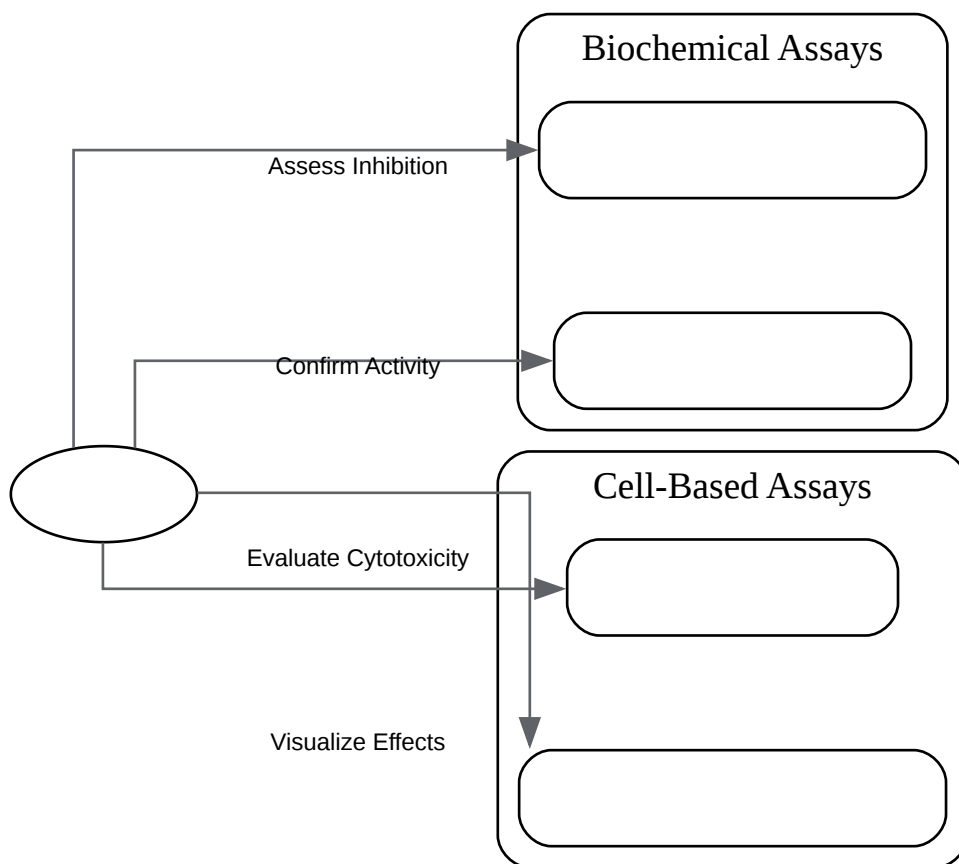 Biochemical Assays
Assess Inhibition
Confirm Activity
Cell-Based Assays
Evaluate Cytotoxicity
Visualize Effects